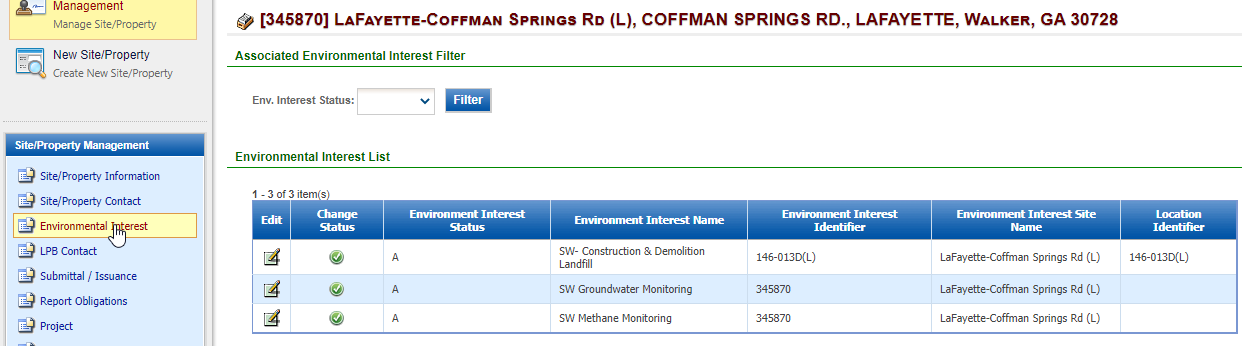 Management
Manage Site/Property
New Site/Property
Create New Site/Property
Site/Property Management
Site/Property Information
Site/Property Contact
Environmental Interest
LPB Contact
Submittal / Issuance
Report Obligations
Project
[345870] LaFayette-Coffman Springs Rd (L), COFFMAN SPRINGS RD., LAFAYETTE, Walker, GA 30728
Associated Environmental Interest Filter
Env. Interest Status: Filter
Environmental Interest List
1 - 3 of 3 item(s)
Edit Change Status Environment Interest Status Environment Interest Name Environment Interest Identifier Environment Interest Site Name Location Identifier
A SW- Construction & Demolition Landfill 146-013D(L) LaFayette-Coffman Springs Rd (L) 146-013D(L)
A SW Groundwater Monitoring 345870 LaFayette-Coffman Springs Rd (L)
A SW Methane Monitoring 345870 LaFayette-Coffman Springs Rd (L)